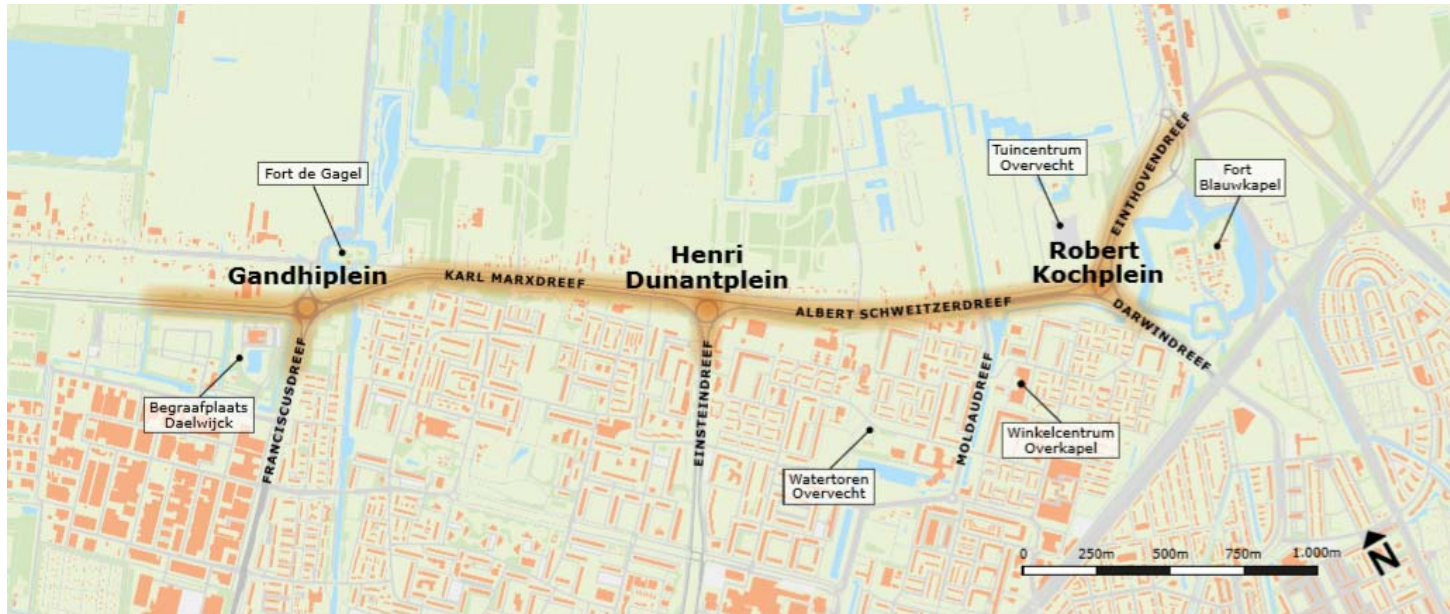 Fort de Gagel
Tuincentrum
Overvecht
Fort
Blauwkapel
EINTHOVENDREEF
Gandhiplein
KARL MARXDREEF
Henri
Dunantplein
ALBERT SCHWEITZERDREEF
Robert
Kochplein
DARWINDREEF
Begraafplaats
Daelwijck
FRANCISCUSDREEF
EINSTEINDREEF
Watertoren
Overvecht
MOLDAUDREEF
Winkelcentrum
Overkapel
0 250m 500m 750m 1.000m
N